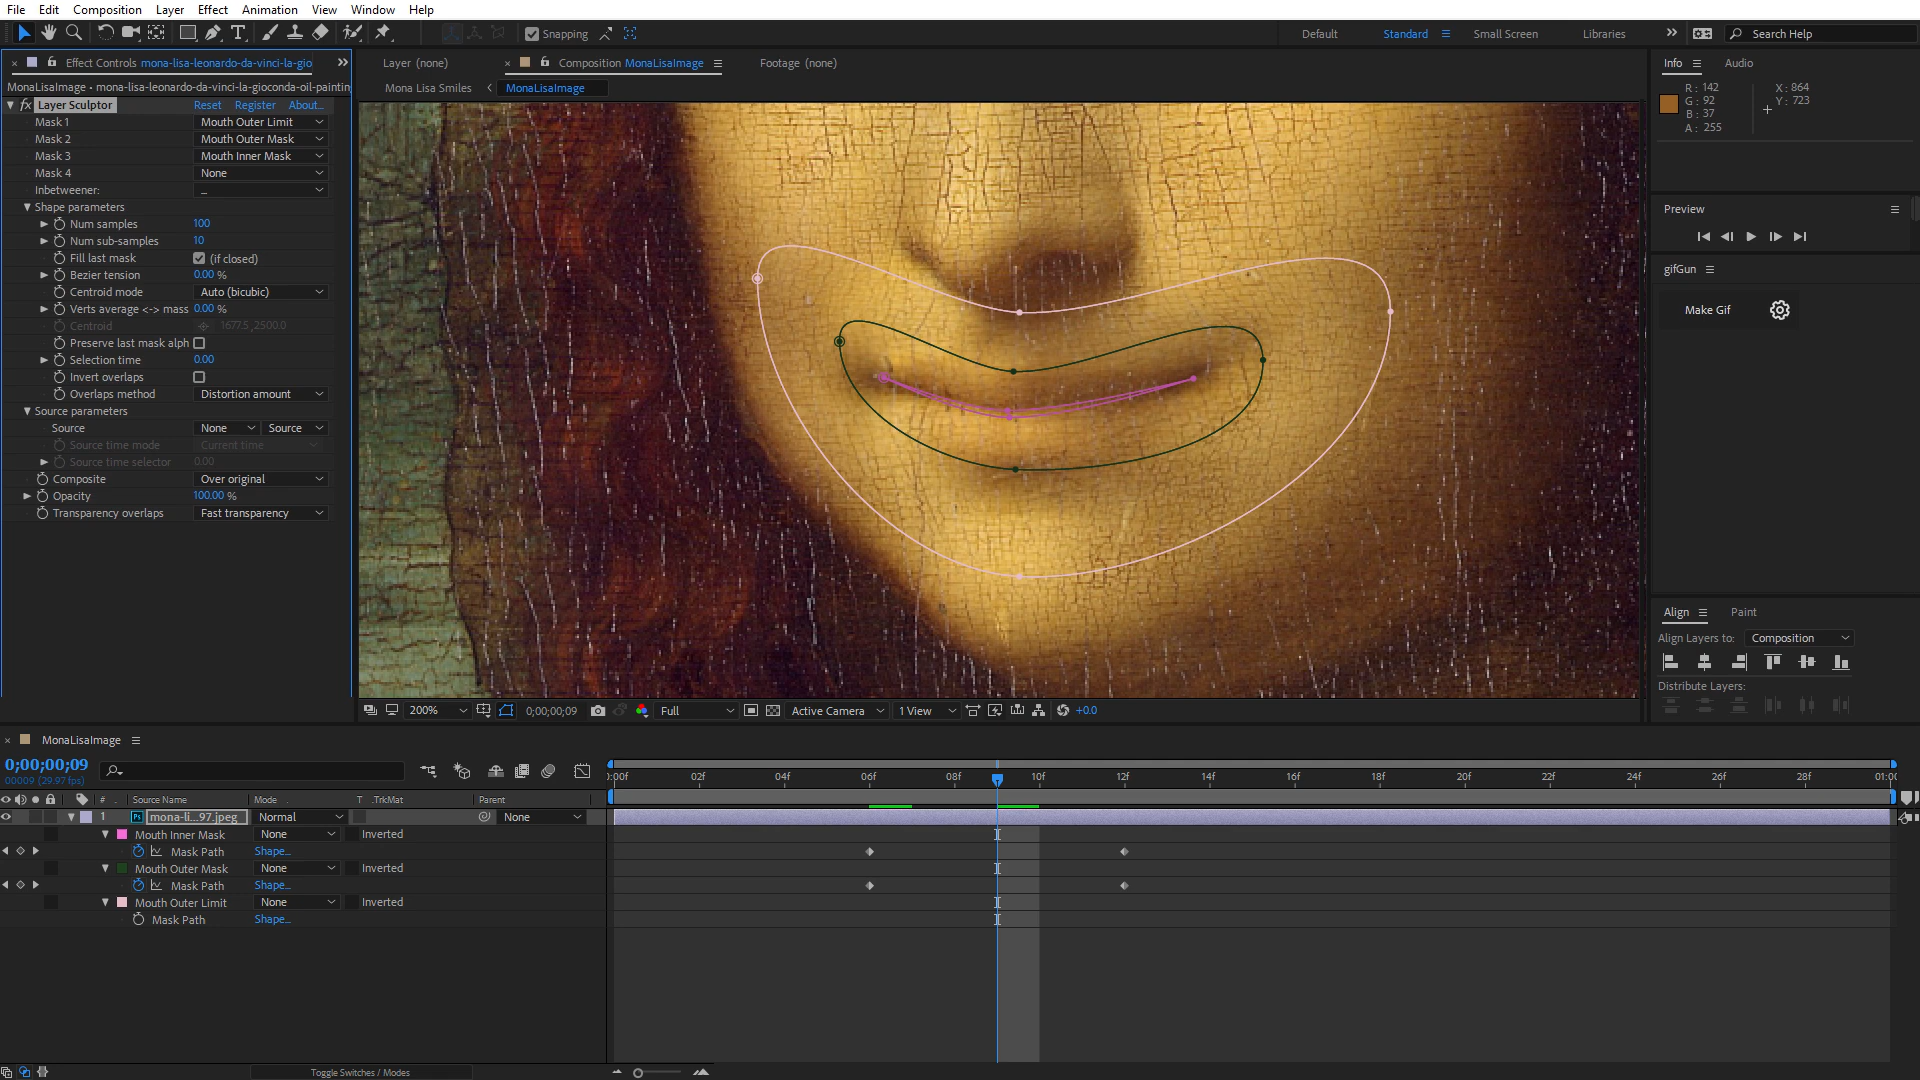 File Edit Composition Layer Effect Animation View Window Help
Snapping Default Standard Small Screen Libraries Search Help
Effect Controls mona-lisa-leonardo-da-vinci-la-gio
MonaLisaImage • mona-lisa-leonardo-da-vinci-la-gioconda-oil-paintin
fx Layer Sculptor Reset Register About...
Mask 1 Mouth Outer Limit
Mask 2 Mouth Outer Mask
Mask 3 Mouth Inner Mask
Mask 4 None
Inbetweener: _
Shape parameters
Num samples 100
Num sub-samples 10
Fill last mask (if closed)
Bezier tension 0.00 %
Centroid mode Auto (bicubic)
Verts average <-> mass 0.00 %
Centroid 1677.5, 2500.0
Preserve last mask alph
Selection time 0.00
Invert overlaps
Overlaps method Distortion amount
Source parameters
Source None Source
Source time mode Current time
Source time selector 0.00
Composite Over original
Opacity 100.00 %
Transparency overlaps Fast transparency
Layer (none) Composition MonaLisaImage Footage (none)
Mona Lisa Smiles MonaLisaImage
200% 0;00;00;09 Full Active Camera 1 View +0.0
Info Audio
R : 142 X : 864
G : 92 Y : 723
B : 37
A : 255
Preview
gifGun
Make Gif
Align Paint
Align Layers to: Composition
Distribute Layers:
MonaLisaImage
0;00;00;09
00009 (29.97 fps)
):00f 02f 04f 06f 08f 10f 12f 14f 16f 18f 20f 22f 24f 26f 28f 01:00
# Source Name Mode T .TrkMat Parent
1 Ps mona-li...97.jpeg Normal None
Mouth Inner Mask None Inverted
Mask Path Shape...
Mouth Outer Mask None Inverted
Mask Path Shape...
Mouth Outer Limit None Inverted
Mask Path Shape...
Toggle Switches / Modes